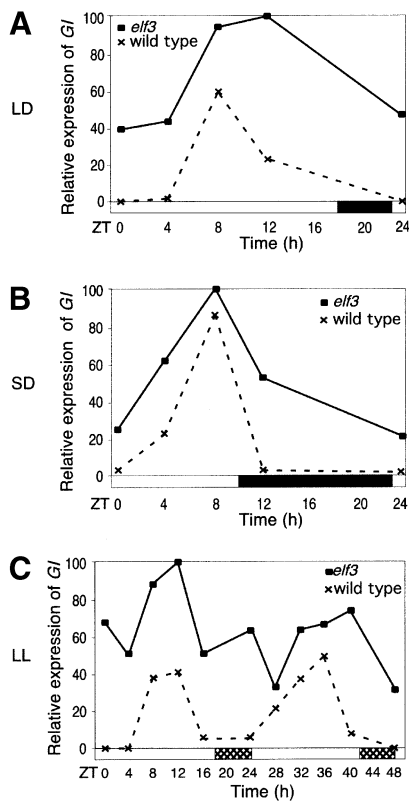 A
LD
Relative expression of GI
100
80
60
40
20
0
elf3
wild type
ZT 0 4 8 12 16 20 24
Time (h)
B
SD
Relative expression of GI
100
80
60
40
20
0
elf3
wild type
ZT 0 4 8 12 16 20 24
Time (h)
C
LL
Relative expression of GI
100
80
60
40
20
0
elf3
wild type
ZT 0 4 8 12 16 20 24 28 32 36 40 44 48
Time (h)